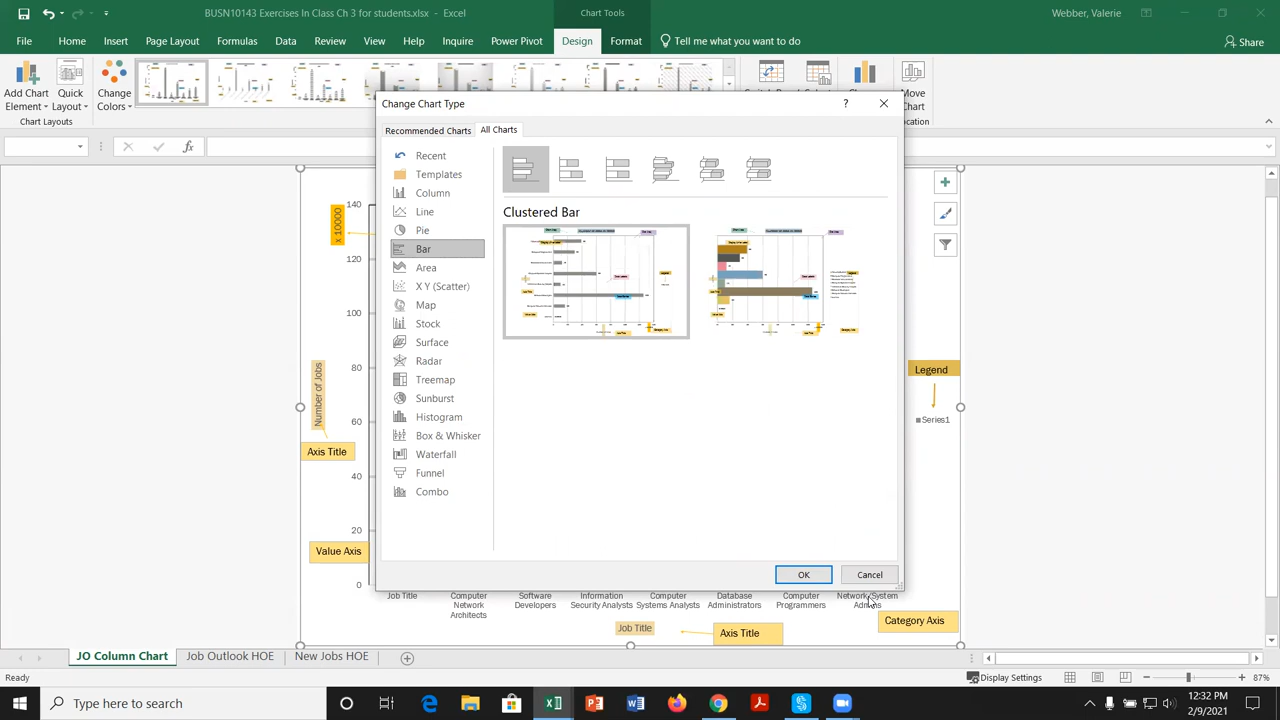 BUSN10143 Exercises In Class Ch 3 for students.xlsx - Excel
Chart Tools
Webber, Valerie
File
Home
Insert
Page Layout
Formulas
Data
Review
View
Help
Inquire
Power Pivot
Design
Format
Tell me what you want to do
Share
Add Chart Element
Quick Layout
Change Colors
Move Chart
Chart Layouts
Location
Change Chart Type
?
Recommended Charts
All Charts
Recent
Templates
Column
Line
Pie
Bar
Area
X Y (Scatter)
Map
Stock
Surface
Radar
Treemap
Sunburst
Histogram
Box & Whisker
Waterfall
Funnel
Combo
Clustered Bar
OK
Cancel
140
120
100
80
60
40
20
0
x 10000
Number of Jobs
Axis Title
Value Axis
Legend
Series1
Job Title
Computer Network Architects
Software Developers
Information Security Analysts
Computer Systems Analysts
Database Administrators
Computer Programmers
Network/System Admins
Job Title
Axis Title
Category Axis
JO Column Chart
Job Outlook HOE
New Jobs HOE
Ready
Display Settings
87%
Type here to search
12:32 PM
2/9/2021